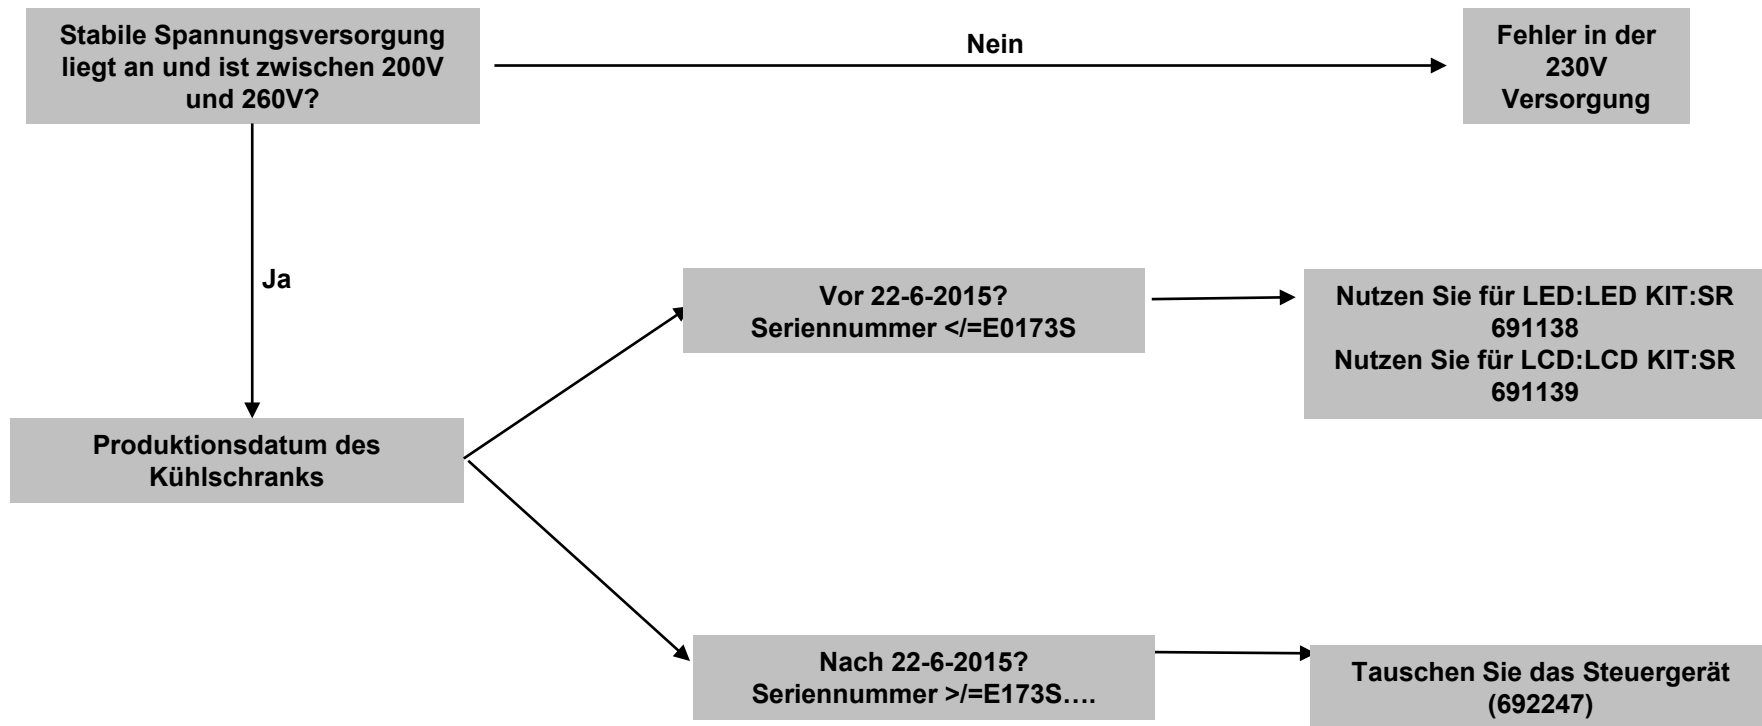 Stabile Spannungsversorgung
liegt an und ist zwischen 200V
und 260V?
Nein
Fehler in der
230V
Versorgung
Ja
Vor 22-6-2015?
Seriennummer </=E0173S
Nutzen Sie für LED:LED KIT:SR
691138
Nutzen Sie für LCD:LCD KIT:SR
691139
Produktionsdatum des
Kühlschranks
Nach 22-6-2015?
Seriennummer >/=E173S….
Tauschen Sie das Steuergerät
(692247)